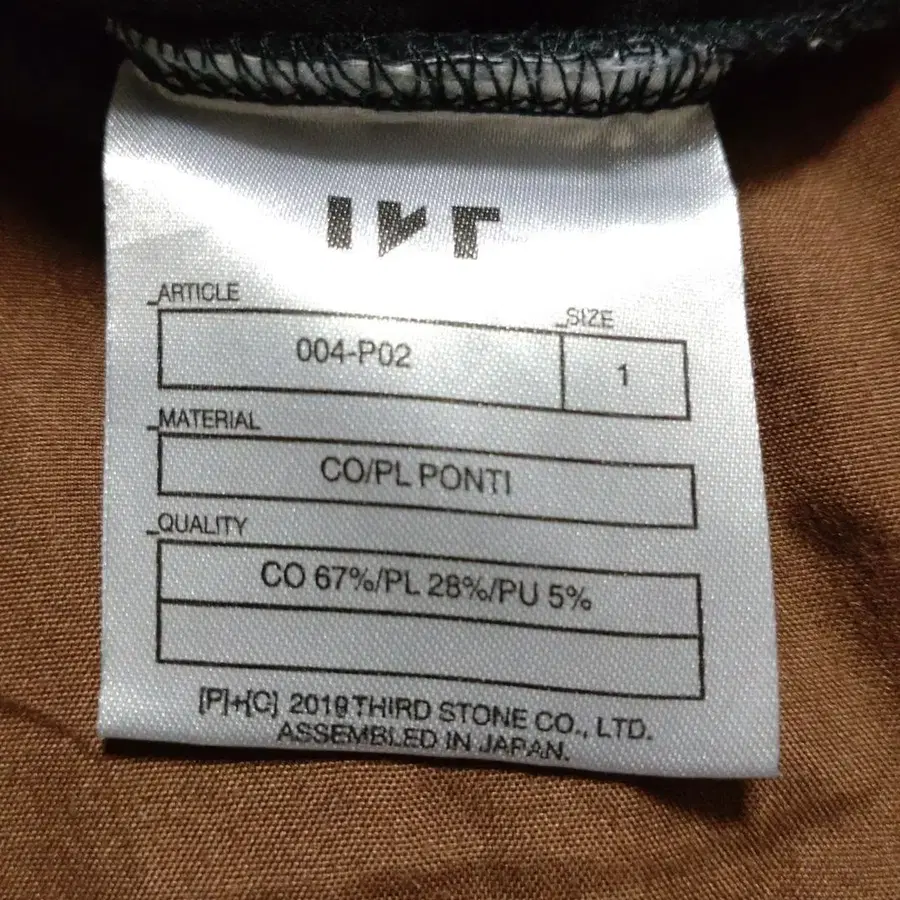 _ARTICLE
_SIZE
004-P02
1
_MATERIAL
CO/PL PONTI
_QUALITY
CO 67%/PL 28%/PU 5%
[P]+[C] 2019 THIRD STONE CO., LTD.
ASSEMBLED IN JAPAN.